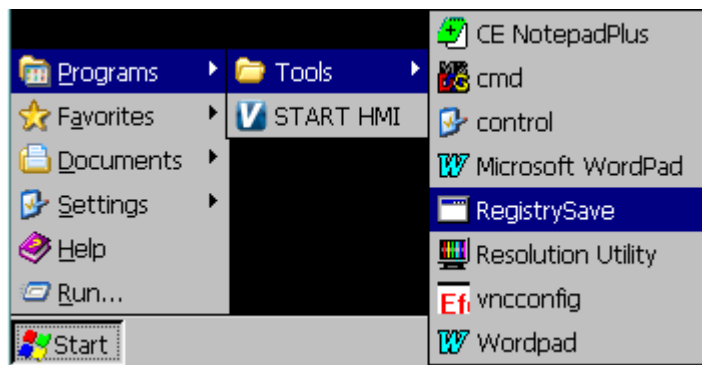 Programs
Favorites
Documents
Settings
Help
Run...
Start
Tools
START HMI
CE NotepadPlus
cmd
control
Microsoft WordPad
RegistrySave
Resolution Utility
Ef vncconfig
Wordpad